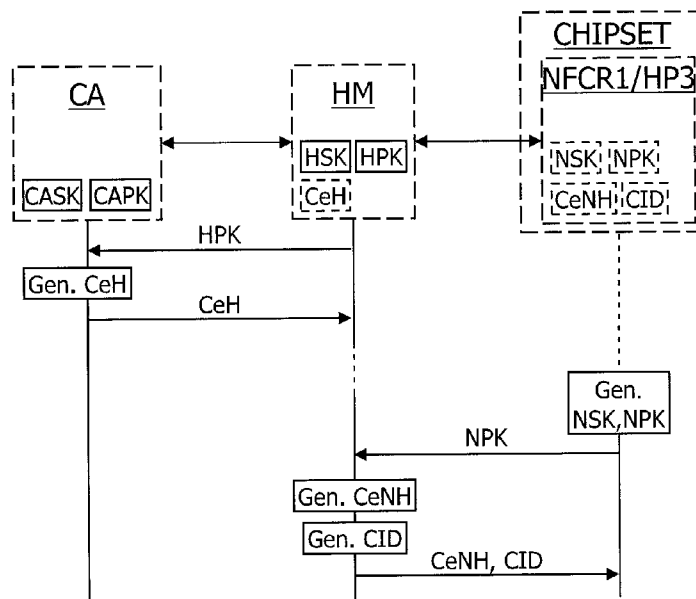 CHIPSET
NFCR1/HP3
CA
HM
HSK HPK
NSK NPK
CASK CAPK
CeH
CeNH CID
HPK
Gen. CeH
CeH
Gen.
NSK,NPK
NPK
Gen. CeNH
Gen. CID
CeNH, CID